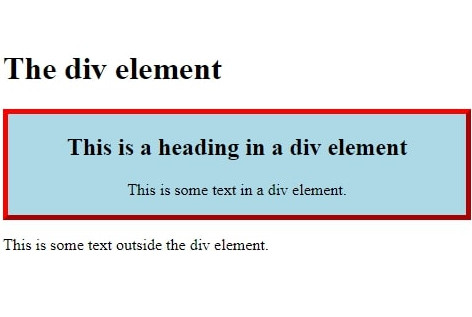 The div element
This is a heading in a div element
This is some text in a div element.
This is some text outside the div element.